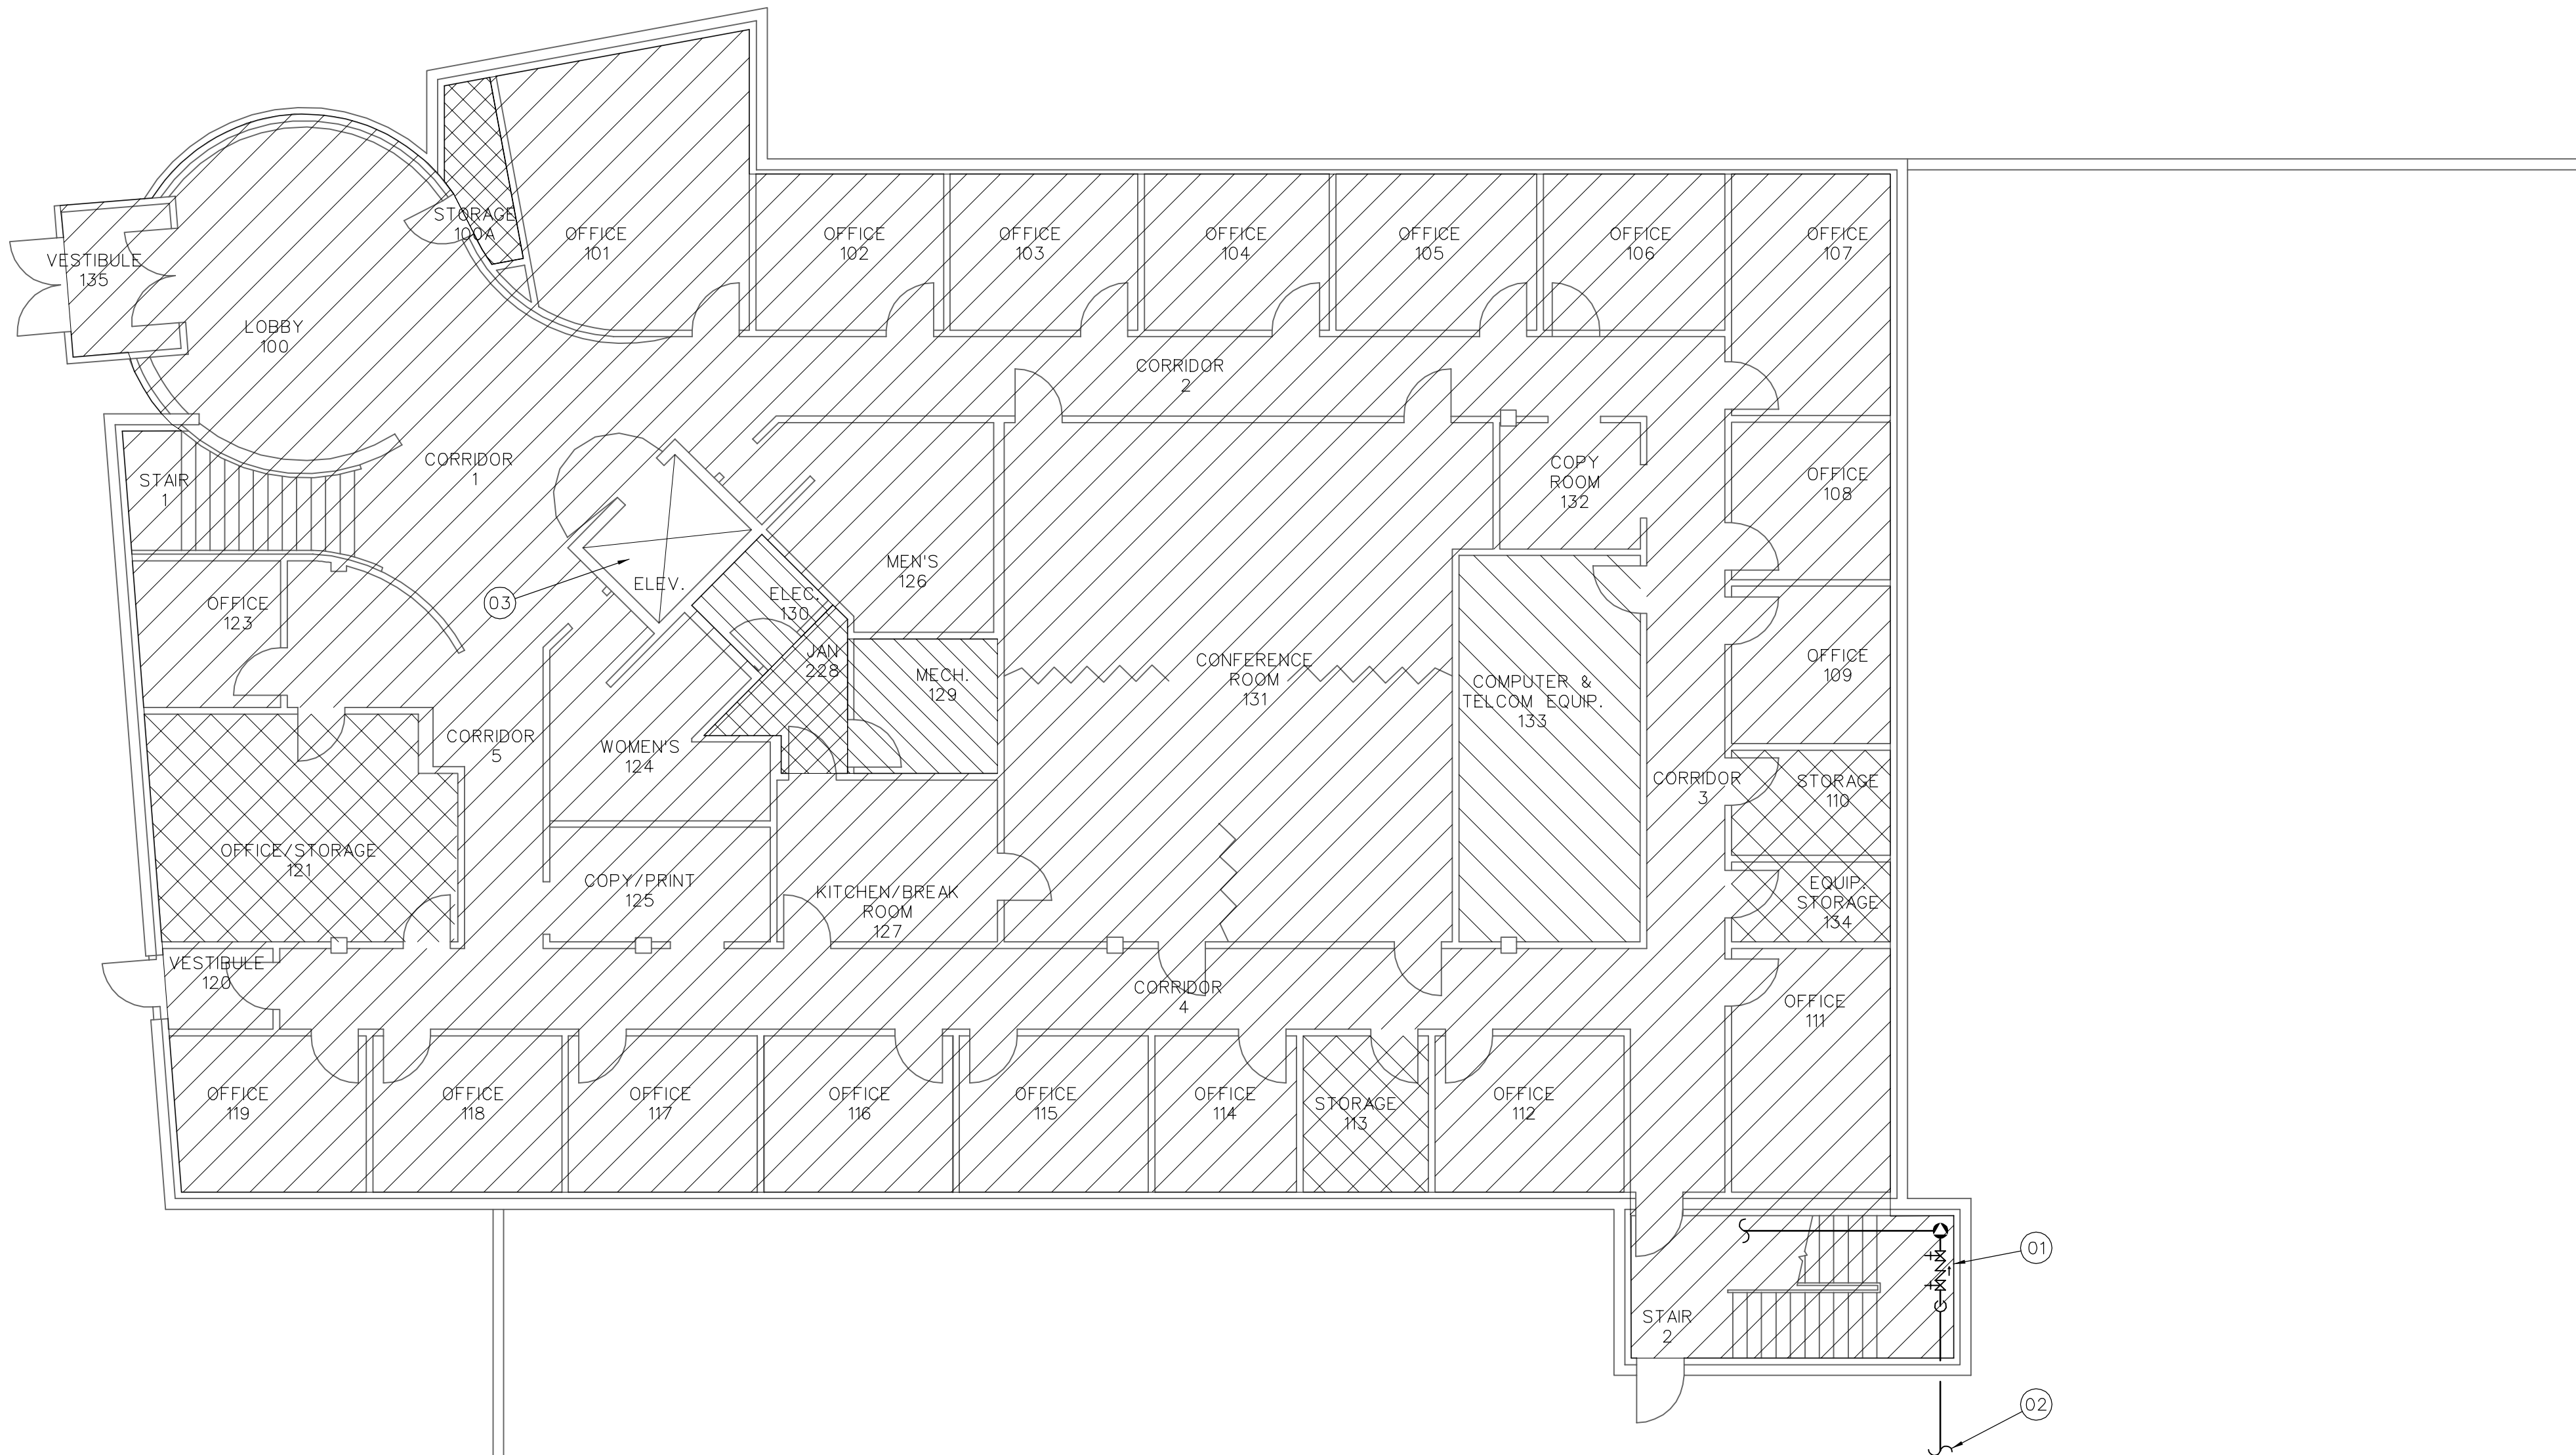 STORAGE
100A
OFFICE
101
OFFICE
102
OFFICE
103
OFFICE
104
OFFICE
105
OFFICE
106
OFFICE
107
VESTIBULE
135
LOBBY
100
CORRIDOR
2
STAIR
1
CORRIDOR
1
COPY
ROOM
132
OFFICE
108
MEN'S
126
ELEV.
ELEC.
130
03
OFFICE
123
JAN
228
MECH.
129
CONFERENCE
ROOM
131
COMPUTER &
TELCOM EQUIP.
133
OFFICE
109
CORRIDOR
5
WOMEN'S
124
CORRIDOR
3
STORAGE
110
OFFICE/STORAGE
121
COPY/PRINT
125
KITCHEN/BREAK
ROOM
127
EQUIP.
STORAGE
134
VESTIBULE
120
CORRIDOR
4
OFFICE
111
OFFICE
119
OFFICE
118
OFFICE
117
OFFICE
116
OFFICE
115
OFFICE
114
STORAGE
113
OFFICE
112
01
STAIR
2
02